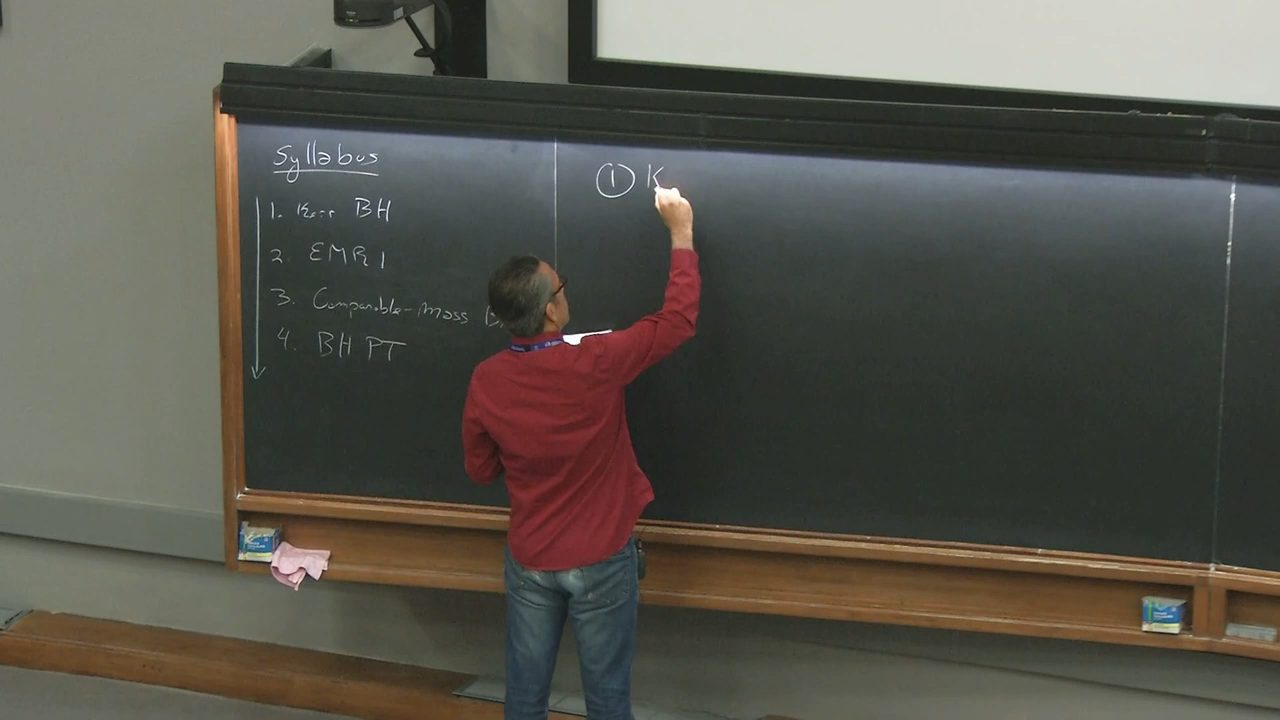 Syllabus
1. Kerr BH
2. EMRI
3. Comparable-Mass
4. BH PT
① K